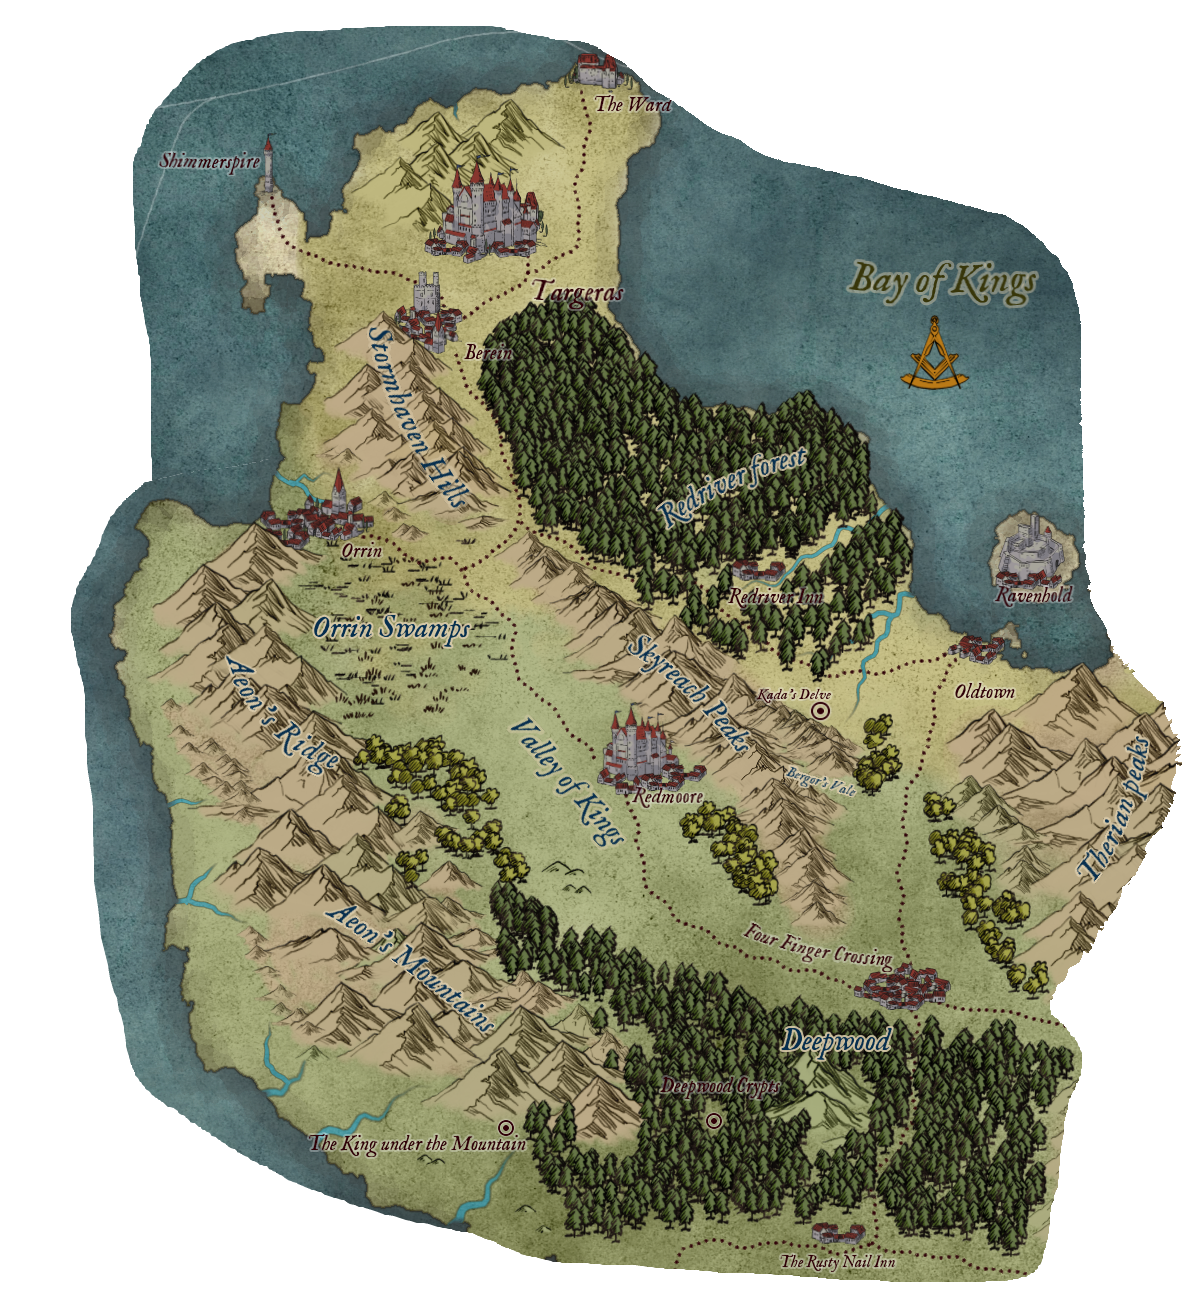 The Ward
Shimmerspire
Bay of Kings
Targeras
Berein
Stormhaven Hills
Redriver forest
Orrin
Redriver Inn
Ravenhold
Orrin Swamps
Skyreach Peaks
Aeon's Ridge
Kada's Delve
Oldtown
Valley of Kings
Bergor's Vale
Redmoore
Therian peaks
Aeon's Mountains
Four Finger Crossing
Deepwood
Deepwood Crypts
The King under the Mountain
The Rusty Nail Inn